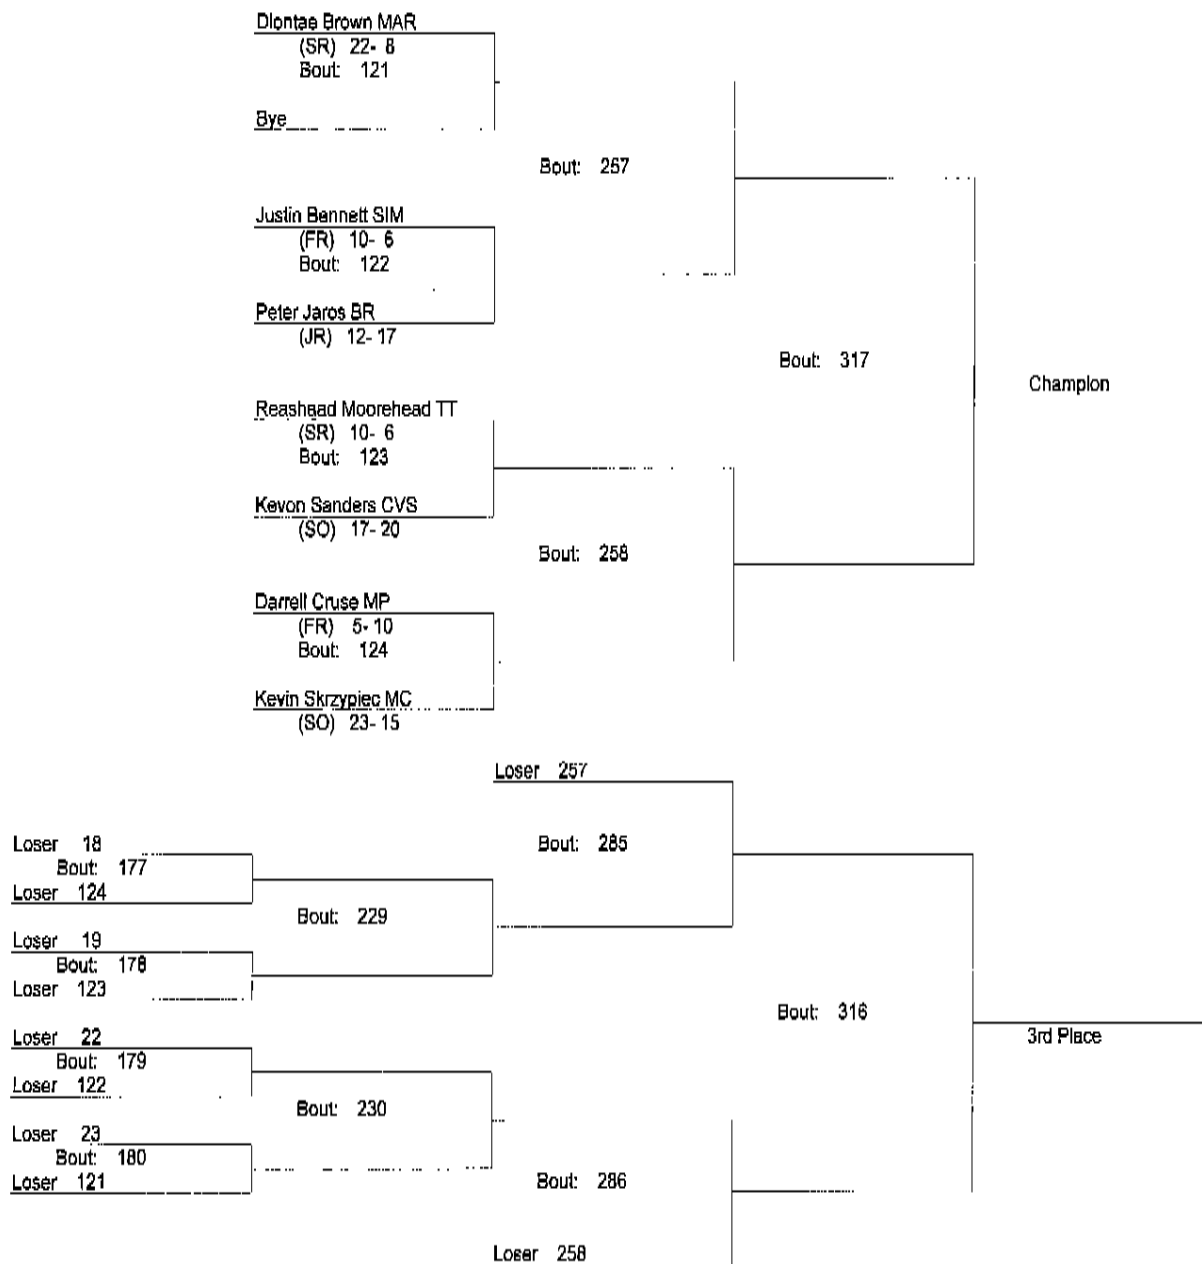 Diontae Brown MAR
(SR) 22- 8
Bout: 121
Bye
Bout: 257
Justin Bennett SIM
(FR) 10- 6
Bout: 122
Peter Jaros BR
(JR) 12- 17
Bout: 317
Champion
Reashead Moorehead TT
(SR) 10- 6
Bout: 123
Kevon Sanders CVS
(SO) 17- 20
Bout: 258
Darrell Cruse MP
(FR) 5- 10
Bout: 124
Kevin Skrzypiec MC
(SO) 23- 15
Loser 257
Bout: 285
Loser 18
Bout: 177
Loser 124
Bout: 229
Loser 19
Bout: 178
Loser 123
Bout: 316
3rd Place
Loser 22
Bout: 179
Loser 122
Bout: 230
Loser 23
Bout: 180
Loser 121
Bout: 286
Loser 258